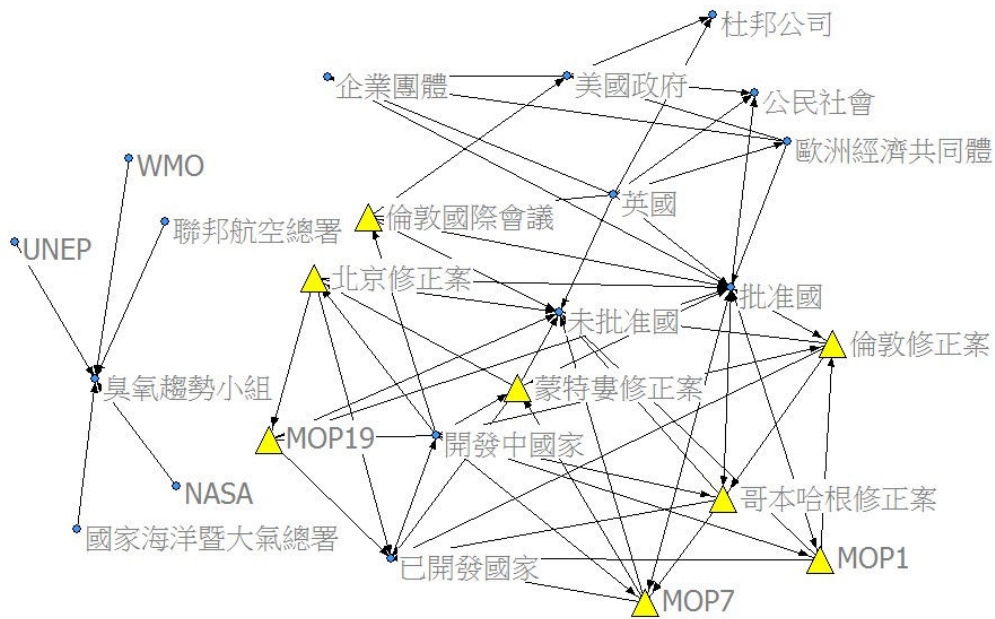 杜邦公司
企業團體
美國政府
公民社會
歐洲經濟共同體
WMO
英國
倫敦國際會議
聯邦航空總署
UNEP
北京修正案
批准國
未批准國
倫敦修正案
臭氧趨勢小組
蒙特婁修正案
MOP19
開發中國家
NASA
哥本哈根修正案
國家海洋暨大氣總署
已開發國家
MOP1
MOP7